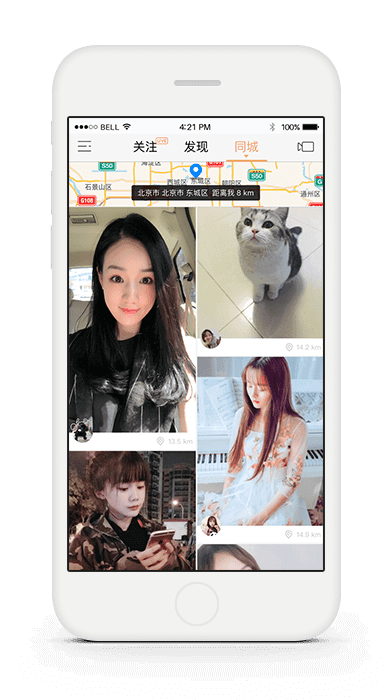 BELL
4:21 PM
100%
关注
LIVE
发现
同城
海淀区
S50
石景山区
西城区
东城区
朝阳区
S50
通州区
G108
G103
北京市 北京市 东城区 距离我 8 km
14.2 km
13.5 km
14.9 km